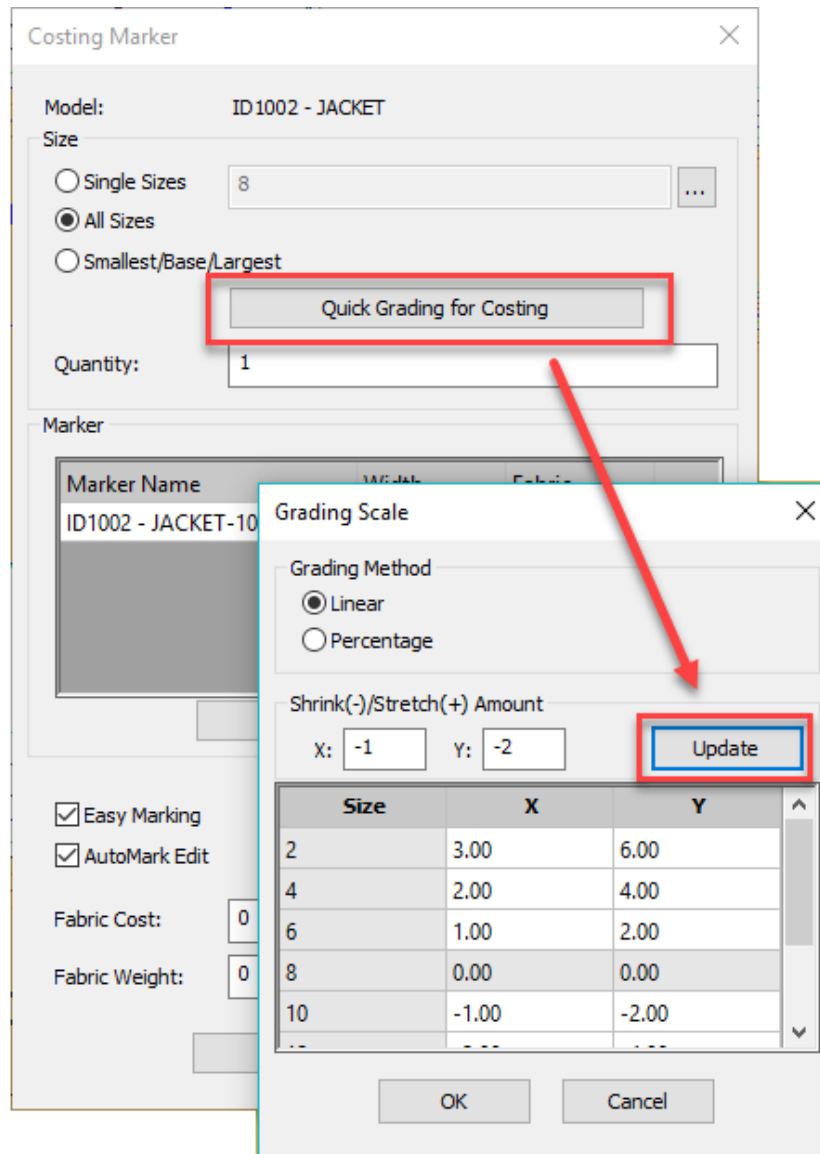 Costing Marker
Model: ID1002 - JACKET
Size
Single Sizes 8 ...
All Sizes
Smallest/Base/Largest
Quick Grading for Costing
Quantity: 1
Marker
Marker Name Width Fabric
ID1002 - JACKET-10
Easy Marking
AutoMark Edit
Fabric Cost: 0
Fabric Weight: 0
Grading Scale
Grading Method
Linear
Percentage
Shrink(-)/Stretch(+) Amount
X: -1 Y: -2 Update
Size X Y
2 3.00 6.00
4 2.00 4.00
6 1.00 2.00
8 0.00 0.00
10 -1.00 -2.00
OK Cancel